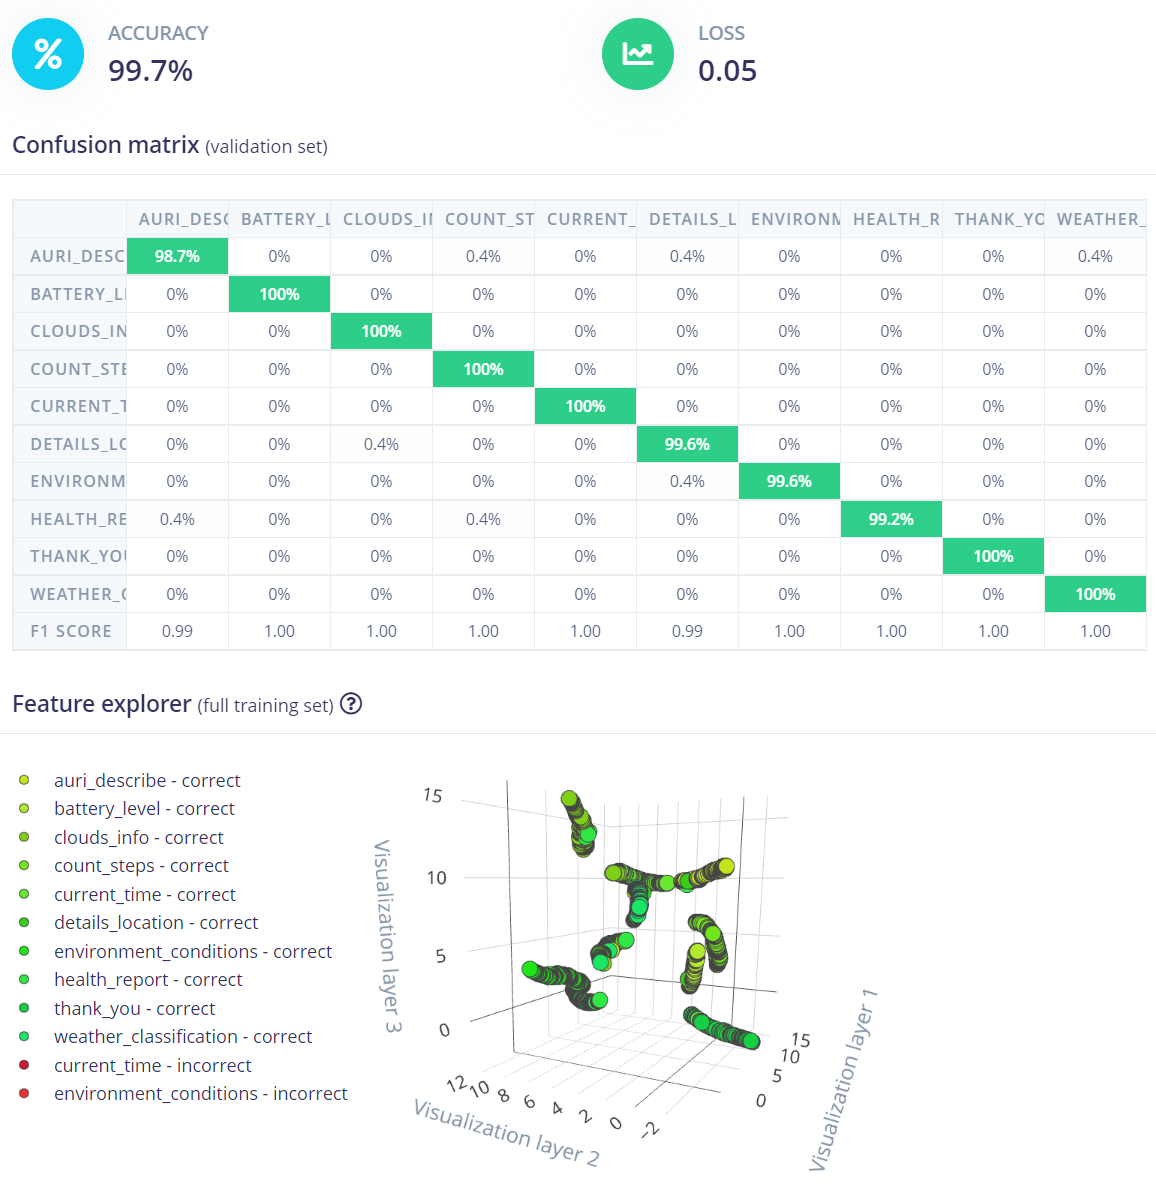 ACCURACY
99.7%
LOSS
0.05
Confusion matrix (validation set)
AURI_DESC BATTERY_L CLOUDS_IN COUNT_ST CURRENT_ DETAILS_L ENVIRONM HEALTH_R THANK_YO WEATHER_
AURI_DESC 98.7% 0% 0% 0.4% 0% 0.4% 0% 0% 0% 0.4%
BATTERY_LE 0% 100% 0% 0% 0% 0% 0% 0% 0% 0%
CLOUDS_IN 0% 0% 100% 0% 0% 0% 0% 0% 0% 0%
COUNT_STE 0% 0% 0% 100% 0% 0% 0% 0% 0% 0%
CURRENT_T 0% 0% 0% 0% 100% 0% 0% 0% 0% 0%
DETAILS_LO 0% 0% 0.4% 0% 0% 99.6% 0% 0% 0% 0%
ENVIRONM 0% 0% 0% 0% 0% 0.4% 99.6% 0% 0% 0%
HEALTH_RE 0.4% 0% 0% 0.4% 0% 0% 0% 99.2% 0% 0%
THANK_YOU 0% 0% 0% 0% 0% 0% 0% 0% 100% 0%
WEATHER_C 0% 0% 0% 0% 0% 0% 0% 0% 0% 100%
F1 SCORE 0.99 1.00 1.00 1.00 1.00 0.99 1.00 1.00 1.00 1.00
Feature explorer (full training set) ?
auri_describe - correct
battery_level - correct
clouds_info - correct
count_steps - correct
current_time - correct
details_location - correct
environment_conditions - correct
health_report - correct
thank_you - correct
weather_classification - correct
current_time - incorrect
environment_conditions - incorrect
15
10
5
0
Visualization layer 3
12
10
8
6
4
2
0
-2
Visualization layer 2
15
10
5
0
Visualization layer 1